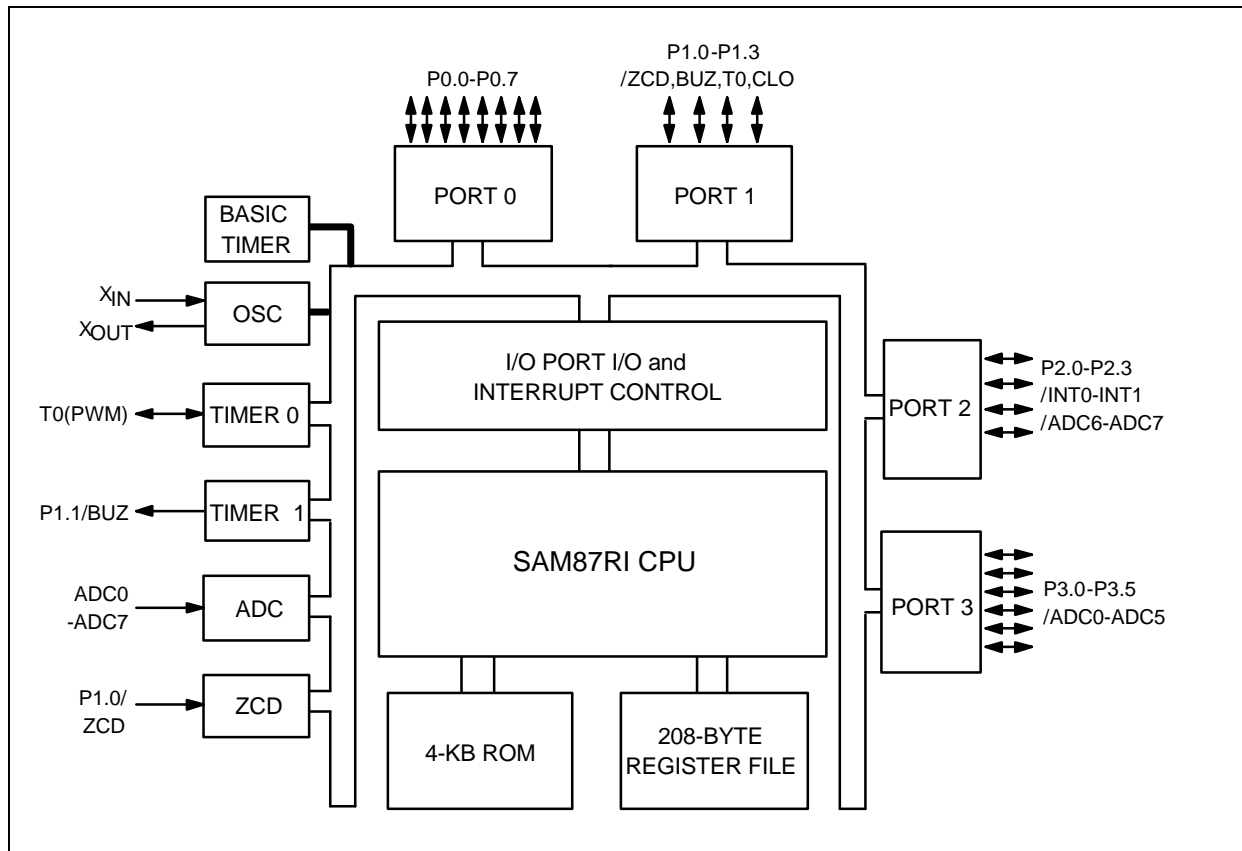 P0.0-P0.7
P1.0-P1.3
/ZCD,BUZ,T0,CLO
PORT 0
PORT 1
BASIC
TIMER
XIN
XOUT
OSC
I/O PORT I/O and
INTERRUPT CONTROL
T0(PWM)
TIMER 0
PORT 2
P2.0-P2.3
/INT0-INT1
/ADC6-ADC7
P1.1/BUZ
TIMER 1
SAM87RI CPU
ADC0
-ADC7
ADC
PORT 3
P3.0-P3.5
/ADC0-ADC5
P1.0/
ZCD
ZCD
4-KB ROM
208-BYTE
REGISTER FILE